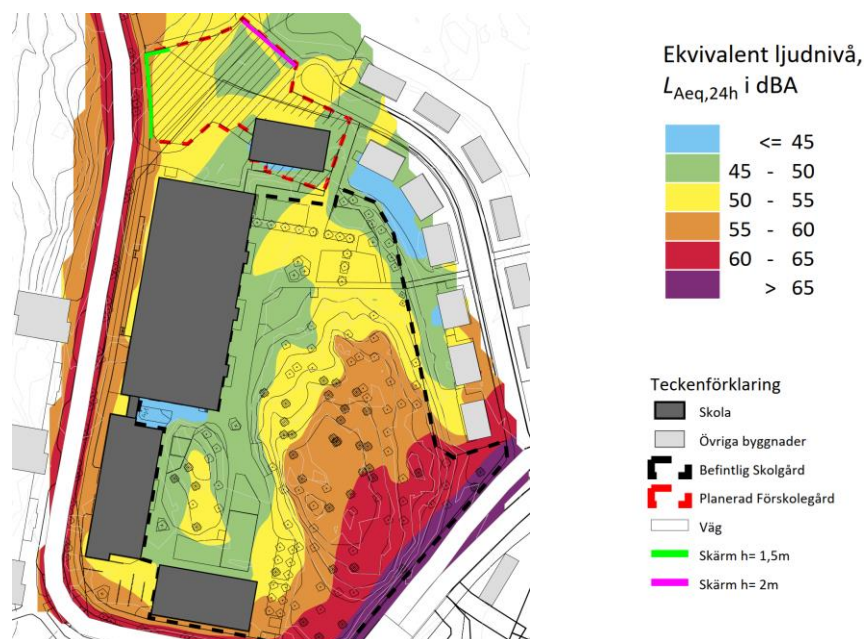 Ekvivalent ljudnivå,
LAeq,24h i dBA
<= 45
45 - 50
50 - 55
55 - 60
60 - 65
> 65
Teckenförklaring
Skola
Övriga byggnader
Befintlig Skolgård
Planerad Förskolegård
Väg
Skärm h= 1,5m
Skärm h= 2m